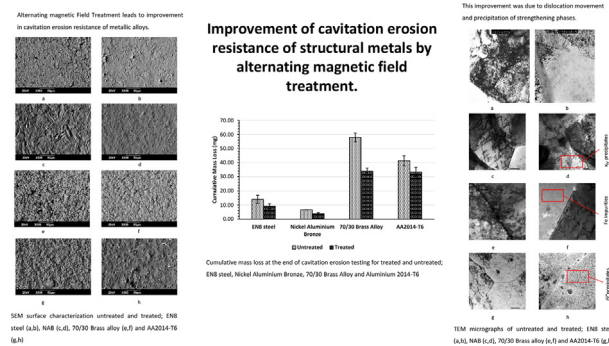 Alternating magnetic Field Treatment leads to improvement
in cavitation erosion resistance of metallic alloys.
a
b
c
d
e
f
g
h
SEM surface characterization untreated and treated; EN8
steel (a,b), NAB (c,d), 70/30 Brass alloy (e,f) and AA2014-T6
(g,h)
Improvement of cavitation erosion
resistance of structural metals by
alternating magnetic field
treatment.
Cumulative Mass Loss (mg)
70.00
60.00
50.00
40.00
30.00
20.00
10.00
0.00
EN8 steel
Nickel Aluminium
Bronze
70/30 Brass Alloy
AA2014-T6
Untreated
Treated
Cumulative mass loss at the end of cavitation erosion testing for treated and untreated;
EN8 steel, Nickel Aluminium Bronze, 70/30 Brass Alloy and Aluminium 2014-T6
This improvement was due to dislocation movement
and precipitation of strengthening phases.
a
b
c
d
precipitates
e
f
Fe Impurities
g
h
TEM micrographs of untreated and treated; EN8 stee
(a,b), NAB (c,d), 70/30 Brass alloy (e,f) and AA2014-T6 (g,